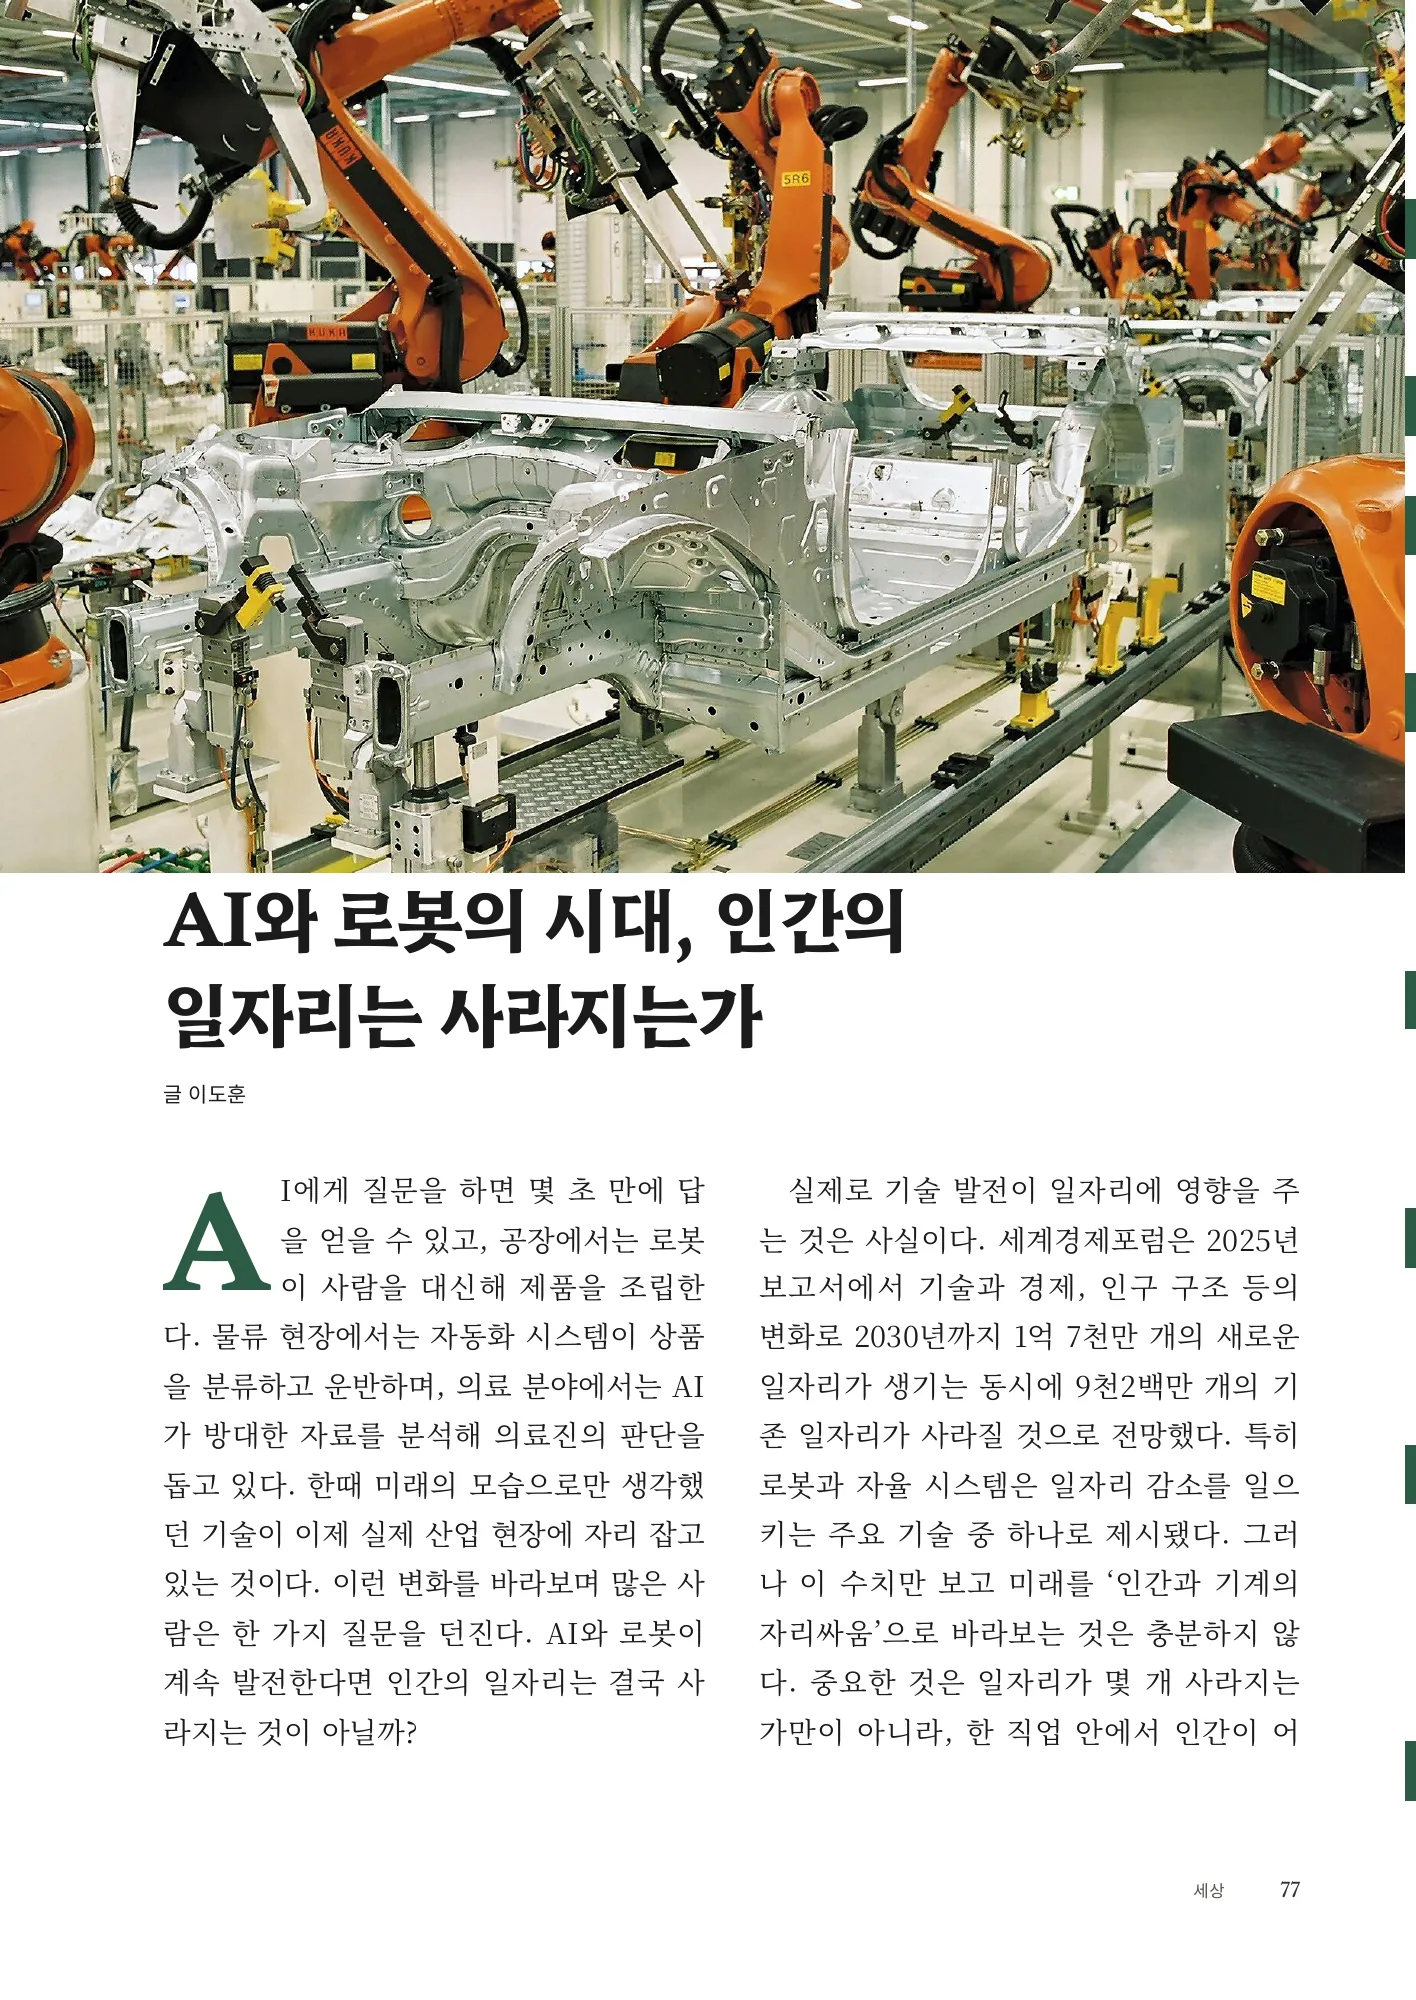 KUKA
5R6
KUKA
AI와 로봇의 시대, 인간의
일자리는 사라지는가
글 이도훈
AI에게 질문을 하면 몇 초 만에 답
을 얻을 수 있고, 공장에서는 로봇
이 사람을 대신해 제품을 조립한
다. 물류 현장에서는 자동화 시스템이 상품
을 분류하고 운반하며, 의료 분야에서는 AI
가 방대한 자료를 분석해 의료진의 판단을
돕고 있다. 한때 미래의 모습으로만 생각했
던 기술이 이제 실제 산업 현장에 자리 잡고
있는 것이다. 이런 변화를 바라보며 많은 사
람은 한 가지 질문을 던진다. AI와 로봇이
계속 발전한다면 인간의 일자리는 결국 사
라지는 것이 아닐까?
실제로 기술 발전이 일자리에 영향을 주
는 것은 사실이다. 세계경제포럼은 2025년
보고서에서 기술과 경제, 인구 구조 등의
변화로 2030년까지 1억 7천만 개의 새로운
일자리가 생기는 동시에 9천2백만 개의 기
존 일자리가 사라질 것으로 전망했다. 특히
로봇과 자율 시스템은 일자리 감소를 일으
키는 주요 기술 중 하나로 제시됐다. 그러
나 이 수치만 보고 미래를 ‘인간과 기계의
자리싸움’으로 바라보는 것은 충분하지 않
다. 중요한 것은 일자리가 몇 개 사라지는
가만이 아니라, 한 직업 안에서 인간이 어
세상 77